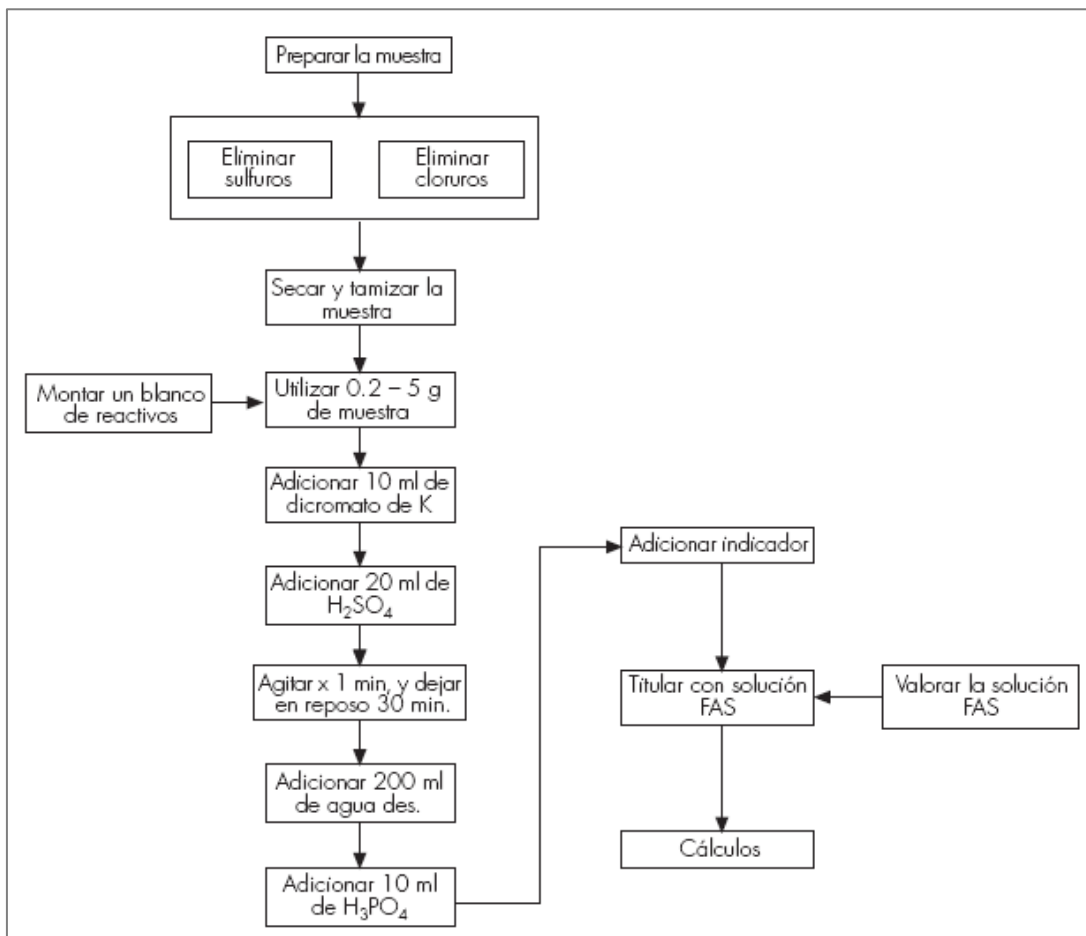 Preparar la muestra
Eliminar
sulfuros
Eliminar
cloruros
Secar y tamizar la
muestra
Montar un blanco
de reactivos
Utilizar 0.2 – 5 g
de muestra
Adicionar 10 ml de
dicromato de K
Adicionar 20 ml de
H₂SO₄
Agitar x 1 min, y dejar
en reposo 30 min.
Adicionar 200 ml
de agua des.
Adicionar 10 ml
de H₃PO₄
Adicionar indicador
Títular con solución
FAS
Valorar la solución
FAS
Cálculos